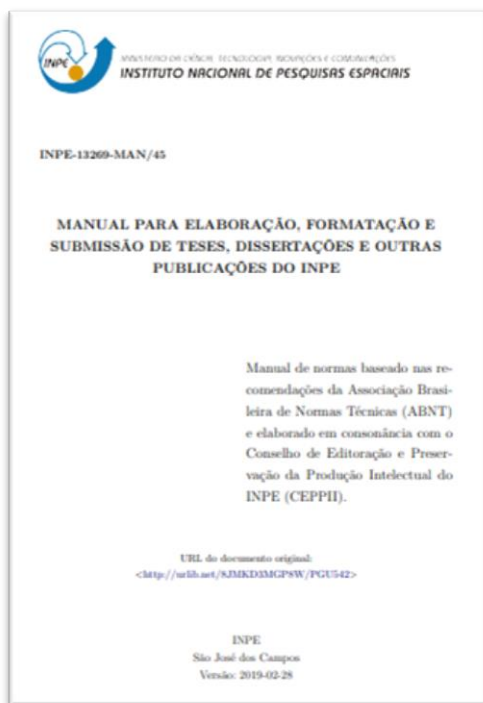 INPE
MINISTÉRIO DA CIÊNCIA, TECNOLOGIA, INOVAÇÕES E COMUNICAÇÕES
INSTITUTO NACIONAL DE PESQUISAS ESPACIAIS
INPE-13269-MAN/45
MANUAL PARA ELABORAÇÃO, FORMATAÇÃO E
SUBMISSÃO DE TESES, DISSERTAÇÕES E OUTRAS
PUBLICAÇÕES DO INPE
Manual de normas baseado nas re-
comendações da Associação Brasi-
leira de Normas Técnicas (ABNT)
e elaborado em consonância com o
Conselho de Editoração e Preser-
vação da Produção Intelectual do
INPE (CEPPII).
URL do documento original:
<http://urlib.net/8JMKD3MGP8W/PGU542>
INPE
São José dos Campos
Versão: 2019-02-28